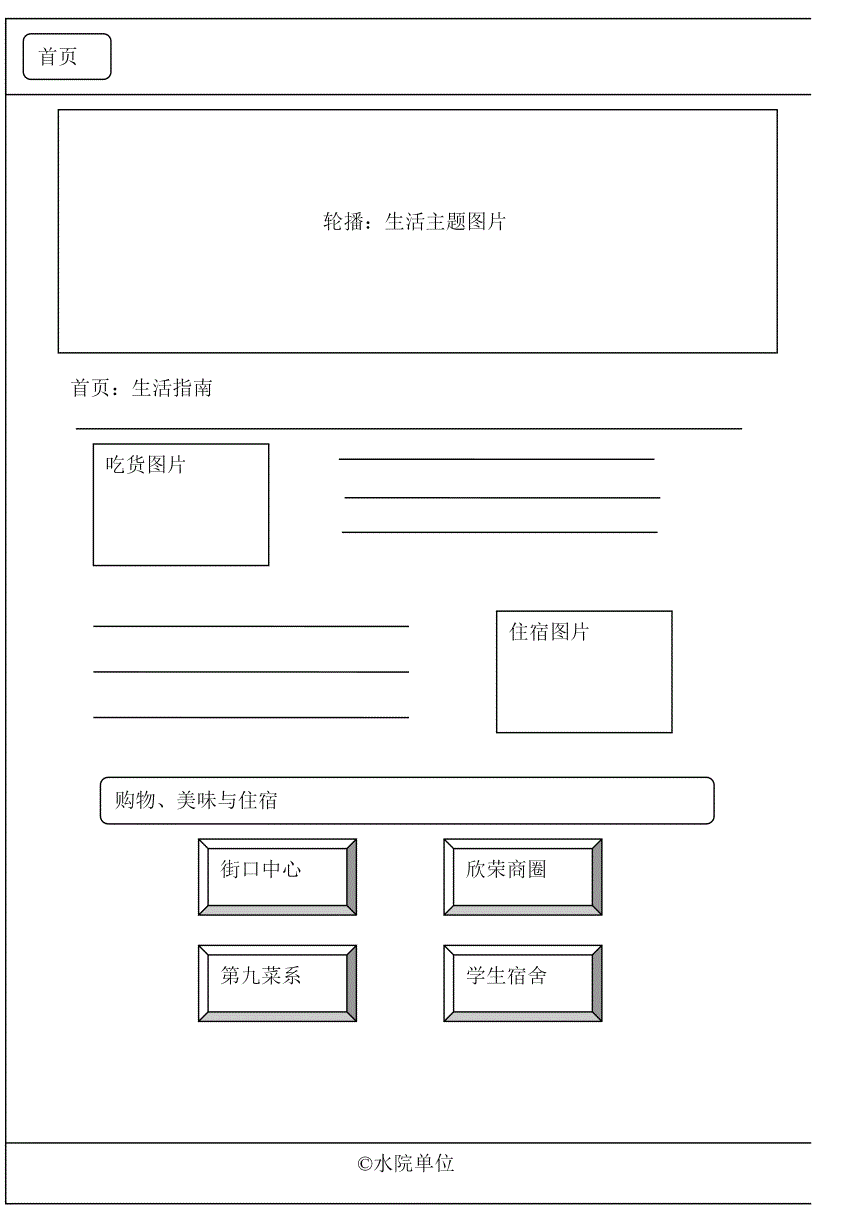 首页
轮播：生活主题图片
首页：生活指南
吃货图片
住宿图片
购物、美味与住宿
街口中心
欣荣商圈
第九菜系
学生宿舍
©水院单位